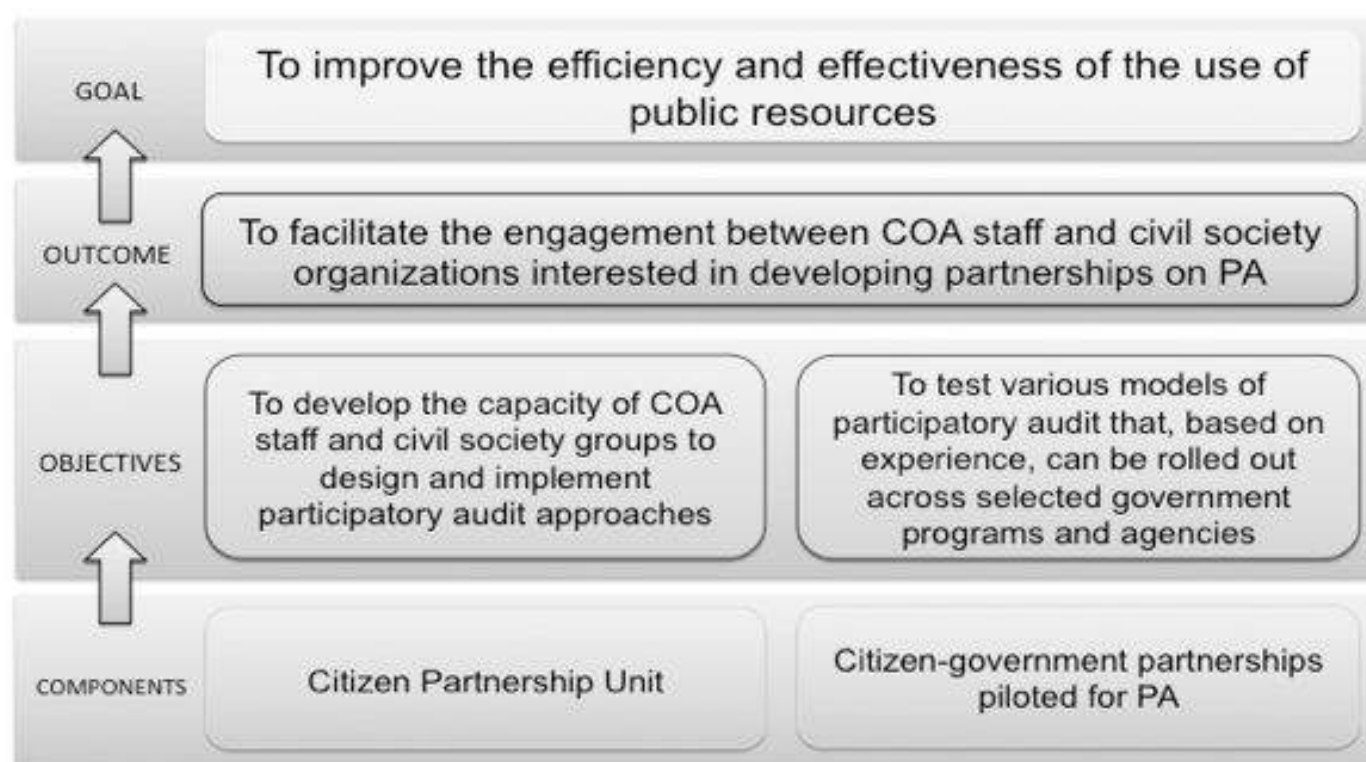 GOAL
To improve the efficiency and effectiveness of the use of
public resources
OUTCOME
To facilitate the engagement between COA staff and civil society
organizations interested in developing partnerships on PA
OBJECTIVES
To develop the capacity of COA
staff and civil society groups to
design and implement
participatory audit approaches
To test various models of
participatory audit that, based on
experience, can be rolled out
across selected government
programs and agencies
COMPONENTS
Citizen Partnership Unit
Citizen-government partnerships
piloted for PA